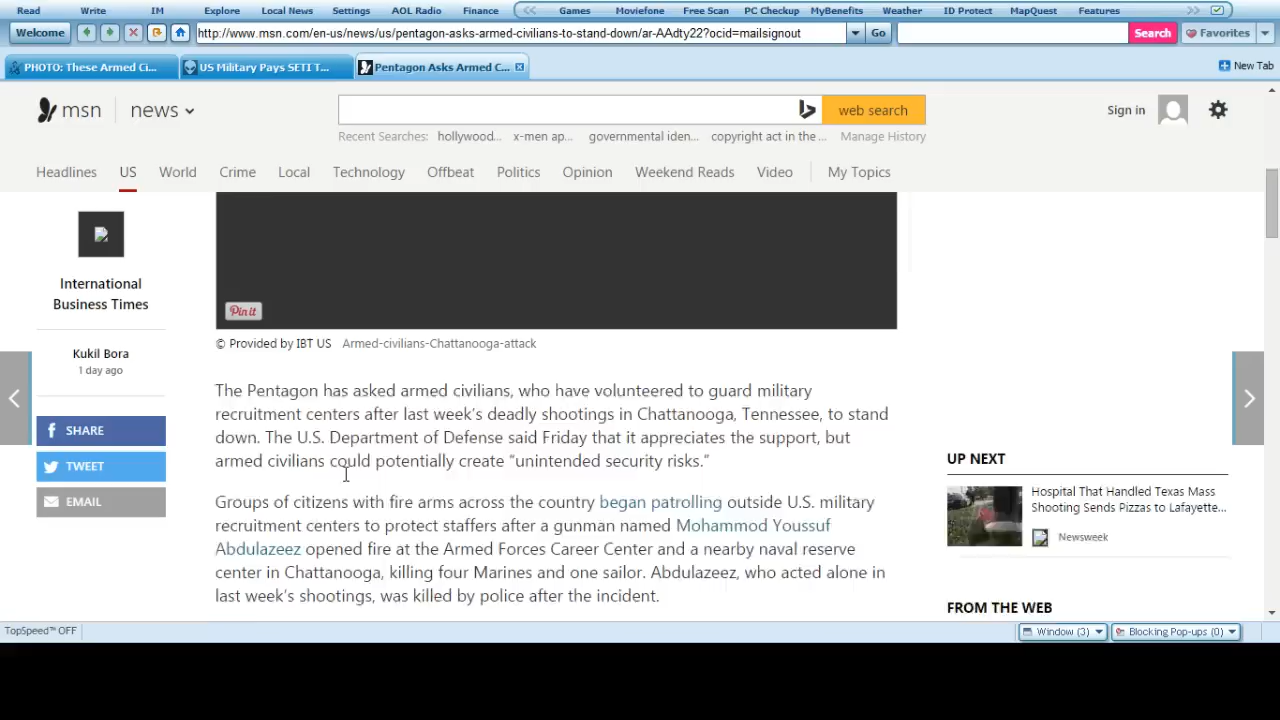 Read Write IM Explore Local News Settings AOL Radio Finance Games Moviefone Free Scan PC Checkup MyBenefits Weather ID Protect MapQuest Features
Welcome http://www.msn.com/en-us/news/us/pentagon-asks-armed-civilians-to-stand-down/ar-AAdty22?ocid=mailsignout Go Search Favorites
PHOTO: These Armed Ci... US Military Pays SETI T... Pentagon Asks Armed C... New Tab
msn news web search Sign in
Recent Searches: hollywood... x-men ap... governmental iden... copyright act in the ... Manage History
Headlines US World Crime Local Technology Offbeat Politics Opinion Weekend Reads Video My Topics
International
Business Times
Kukil Bora
1 day ago
SHARE
TWEET
EMAIL
Pin it
© Provided by IBT US Armed-civilians-Chattanooga-attack
The Pentagon has asked armed civilians, who have volunteered to guard military
recruitment centers after last week's deadly shootings in Chattanooga, Tennessee, to stand
down. The U.S. Department of Defense said Friday that it appreciates the support, but
armed civilians could potentially create “unintended security risks.”
Groups of citizens with fire arms across the country began patrolling outside U.S. military
recruitment centers to protect staffers after a gunman named Mohammod Youssuf
Abdulazeez opened fire at the Armed Forces Career Center and a nearby naval reserve
center in Chattanooga, killing four Marines and one sailor. Abdulazeez, who acted alone in
last week's shootings, was killed by police after the incident.
UP NEXT
Hospital That Handled Texas Mass
Shooting Sends Pizzas to Lafayette...
Newsweek
FROM THE WEB
TopSpeed™ OFF Window (3) Blocking Pop-ups (0)